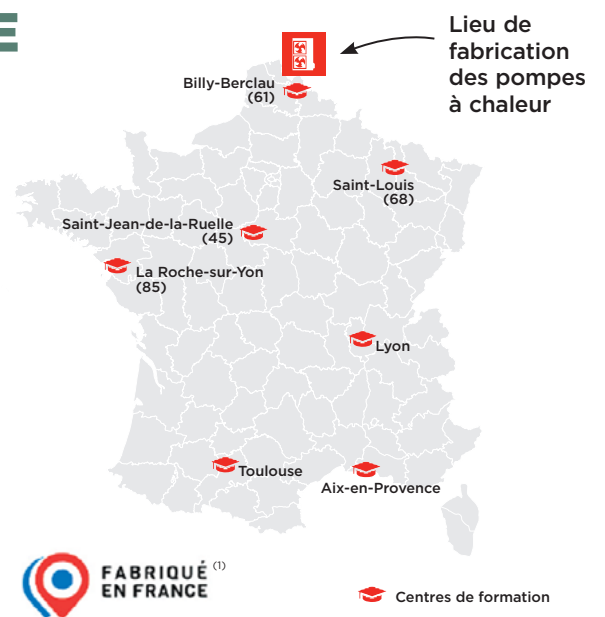 E
Lieu de
fabrication
des pompes
à chaleur
Billy-Berclau
(61)
Saint-Louis
(68)
Saint-Jean-de-la-Ruelle
(45)
La Roche-sur-Yon
(85)
Lyon
Toulouse
Aix-en-Provence
FABRIQUÉ (1)
EN FRANCE
Centres de formation